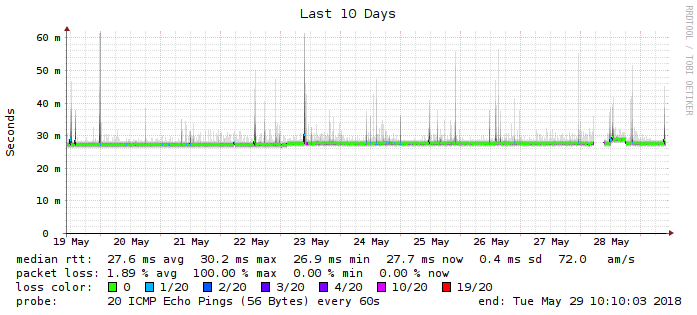 Last 10 Days
RRDTOOL / TOBI OETIKER
Seconds
60 m
50 m
40 m
30 m
20 m
10 m
0
19 May 20 May 21 May 22 May 23 May 24 May 25 May 26 May 27 May 28 May
median rtt: 27.6 ms avg 30.2 ms max 26.9 ms min 27.7 ms now 0.4 ms sd 72.0 am/s
packet loss: 1.89 % avg 100.00 % max 0.00 % min 0.00 % now
loss color: 0 1/20 2/20 3/20 4/20 10/20 19/20
probe: 20 ICMP Echo Pings (56 Bytes) every 60s end: Tue May 29 10:10:03 2018